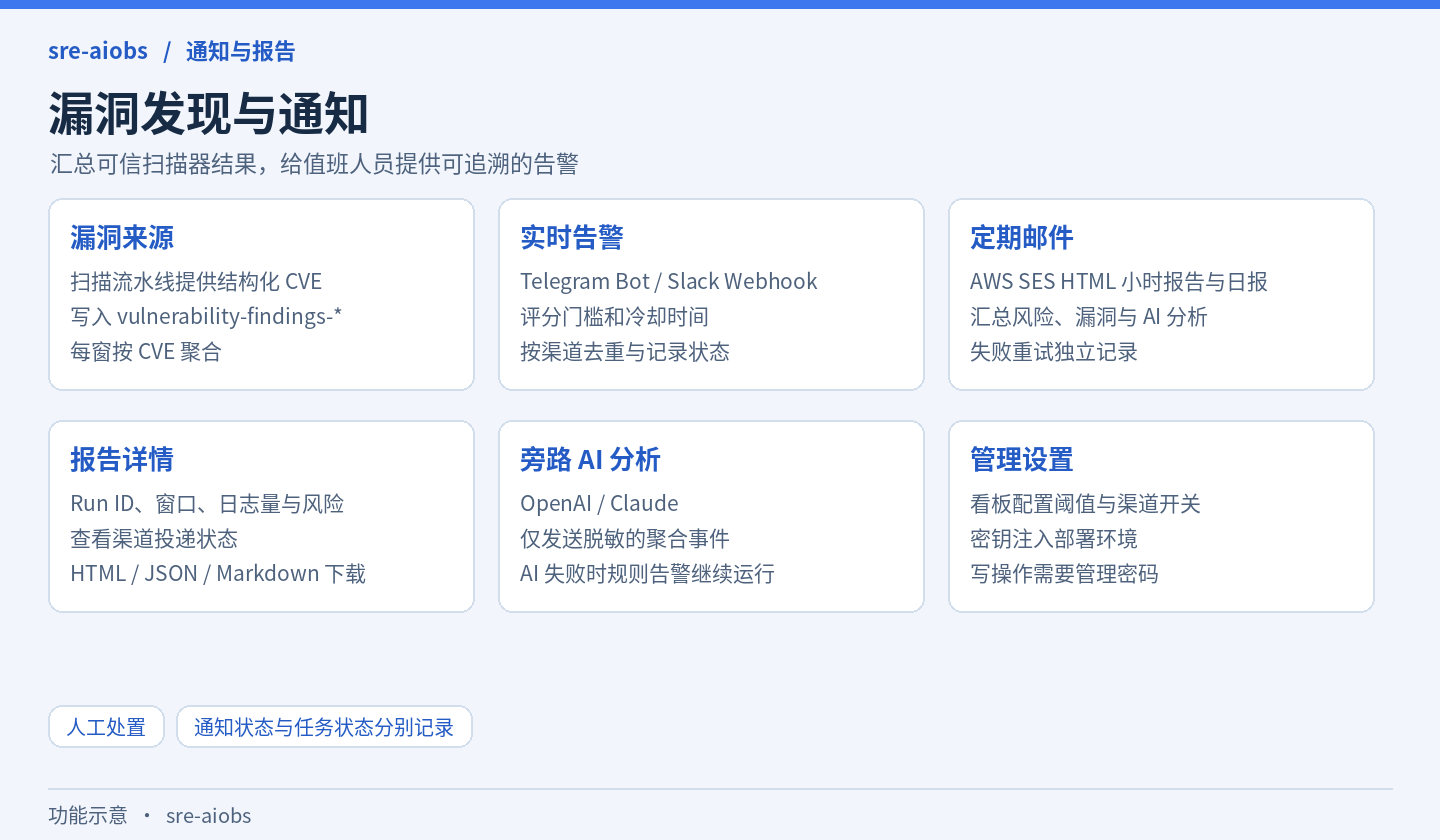 sre-aiobs / 通知与报告
漏洞发现与通知
汇总可信扫描器结果，给值班人员提供可追溯的告警
漏洞来源
扫描流水线提供结构化 CVE
写入 vulnerability-findings-*
每窗按 CVE 聚合
实时告警
Telegram Bot / Slack Webhook
评分门槛和冷却时间
按渠道去重与记录状态
定期邮件
AWS SES HTML 小时报告与日报
汇总风险、漏洞与 AI 分析
失败重试独立记录
报告详情
Run ID、窗口、日志量与风险
查看渠道投递状态
HTML / JSON / Markdown 下载
旁路 AI 分析
OpenAI / Claude
仅发送脱敏的聚合事件
AI 失败时规则告警继续运行
管理设置
看板配置阈值与渠道开关
密钥注入部署环境
写操作需要管理密码
人工处置
通知状态与任务状态分别记录
功能示意 · sre-aiobs